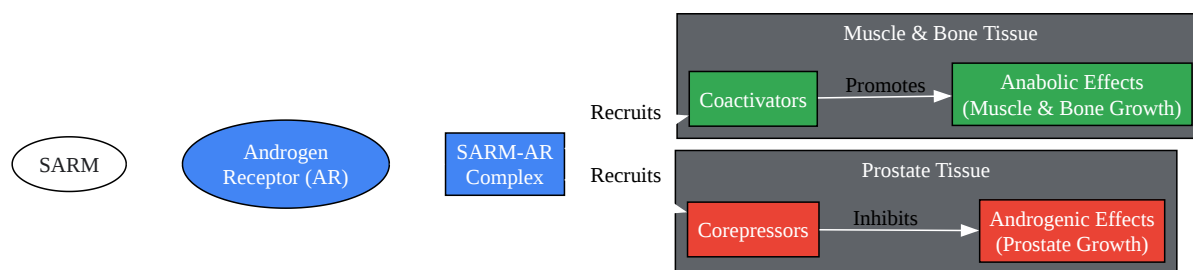 SARM
Androgen
Receptor (AR)
SARM-AR
Complex
Recruits
Recruits
Muscle & Bone Tissue
Coactivators
Promotes
Anabolic Effects
(Muscle & Bone Growth)
Prostate Tissue
Corepressors
Inhibits
Androgenic Effects
(Prostate Growth)